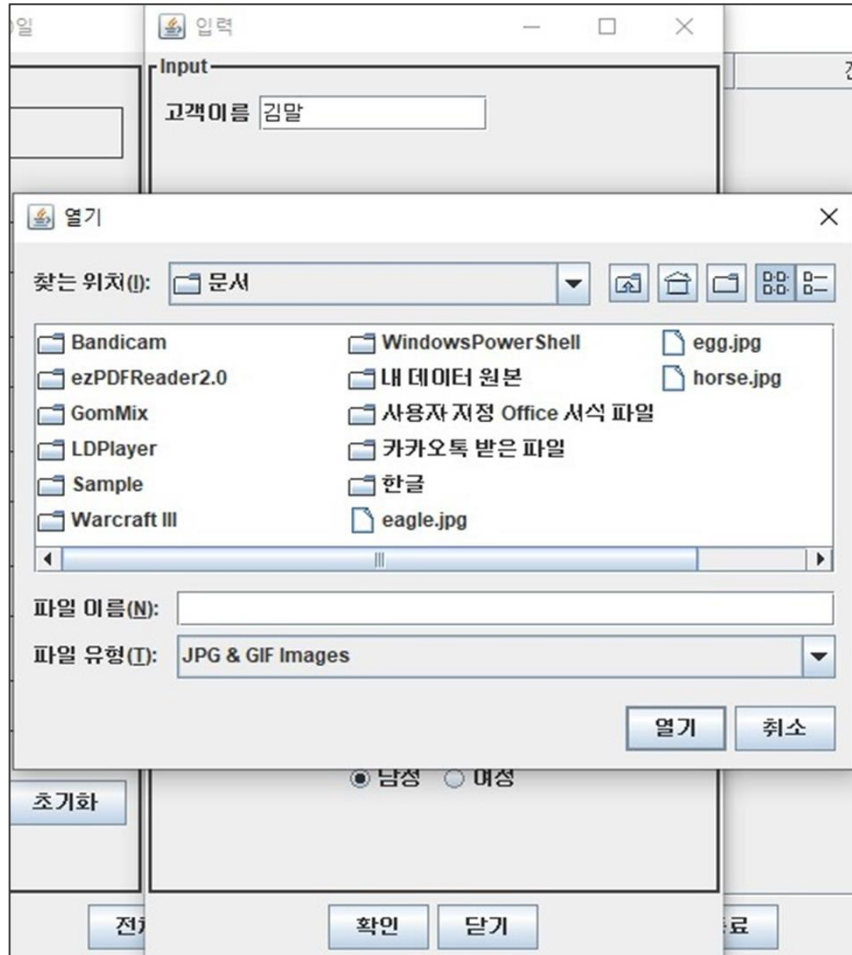 입력
Input
고객이름 김말
열기
찾는 위치(I): 문서
Bandicam
ezPDFReader2.0
GomMix
LDPlayer
Sample
Warcraft III
WindowsPowerShell
내 데이터 원본
사용자 지정 Office 서식 파일
카카오톡 받은 파일
한글
eagle.jpg
egg.jpg
horse.jpg
파일 이름(N):
파일 유형(T): JPG & GIF Images
열기 취소
남성 여성
초기화
확인 닫기